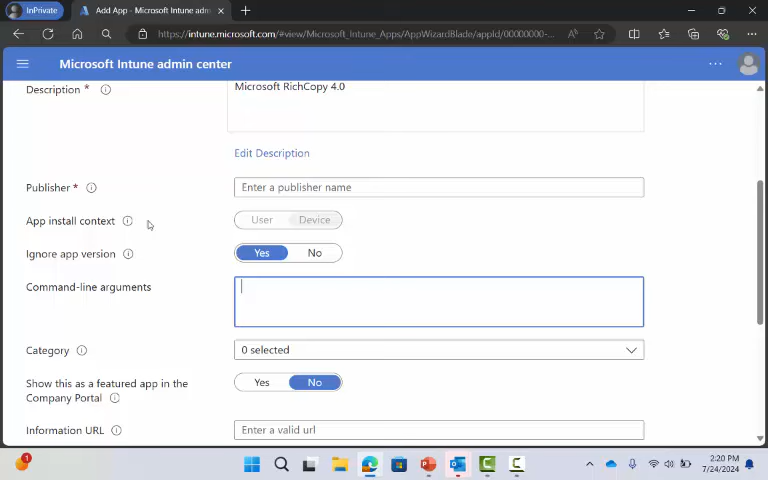 InPrivate
Add App - Microsoft Intune adm
https://intune.microsoft.com/#view/Microsoft_Intune_Apps/AppWizardBlade/appId/00000000-...
Microsoft Intune admin center
Description *
Microsoft RichCopy 4.0
Edit Description
Publisher *
Enter a publisher name
App install context
User
Device
Ignore app version
Yes
No
Command-line arguments
Category
0 selected
Show this as a featured app in the
Company Portal
Yes
No
Information URL
Enter a valid url
1
2:20 PM
7/24/2024